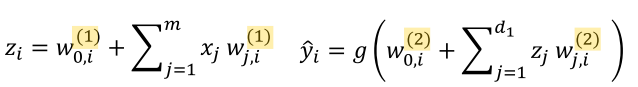 $z_i = w_{0,i}^{(1)} + \sum_{j=1}^{m} x_j \, w_{j,i}^{(1)} \quad \hat{y}_i = g\left(w_{0,i}^{(2)} + \sum_{j=1}^{d_1} z_j \, w_{j,i}^{(2)}\right)$